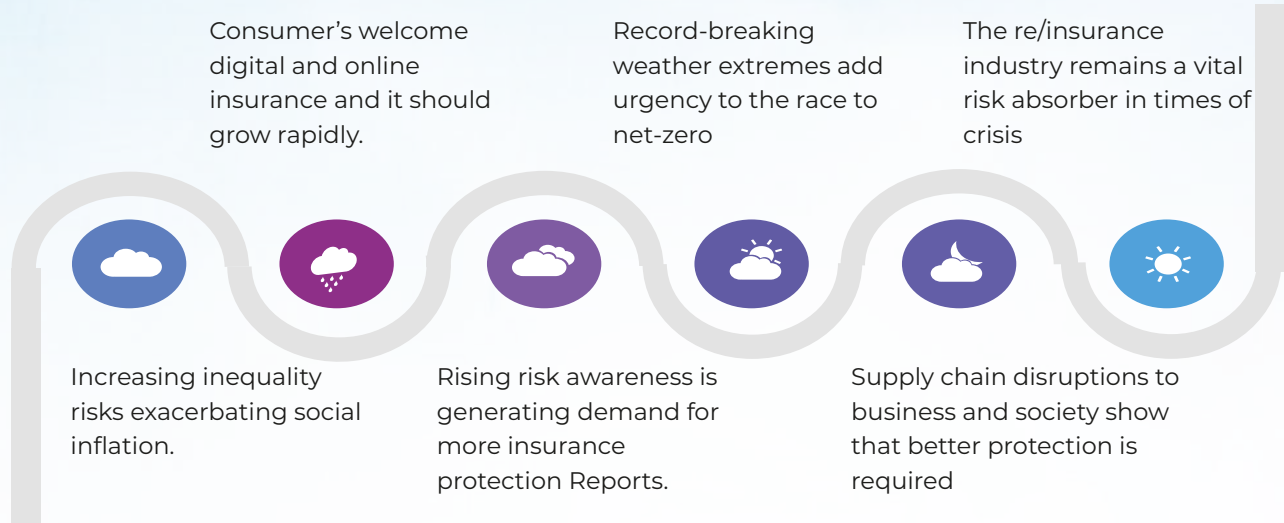 Consumer’s welcome
digital and online
insurance and it should
grow rapidly.
Record-breaking
weather extremes add
urgency to the race to
net-zero
The re/insurance
industry remains a vital
risk absorber in times of
crisis
Increasing inequality
risks exacerbating social
inflation.
Rising risk awareness is
generating demand for
more insurance
protection Reports.
Supply chain disruptions to
business and society show
that better protection is
required